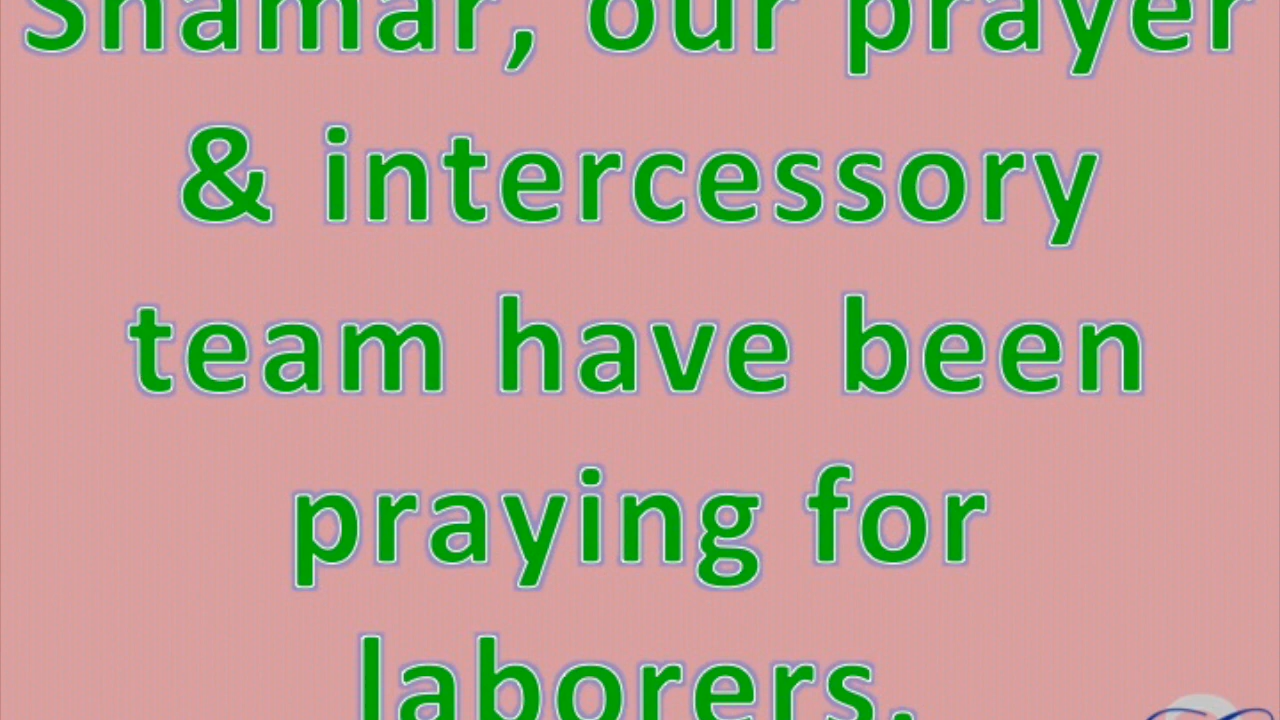 Shamar, our prayer
& intercessory
team have been
praying for
laborers.